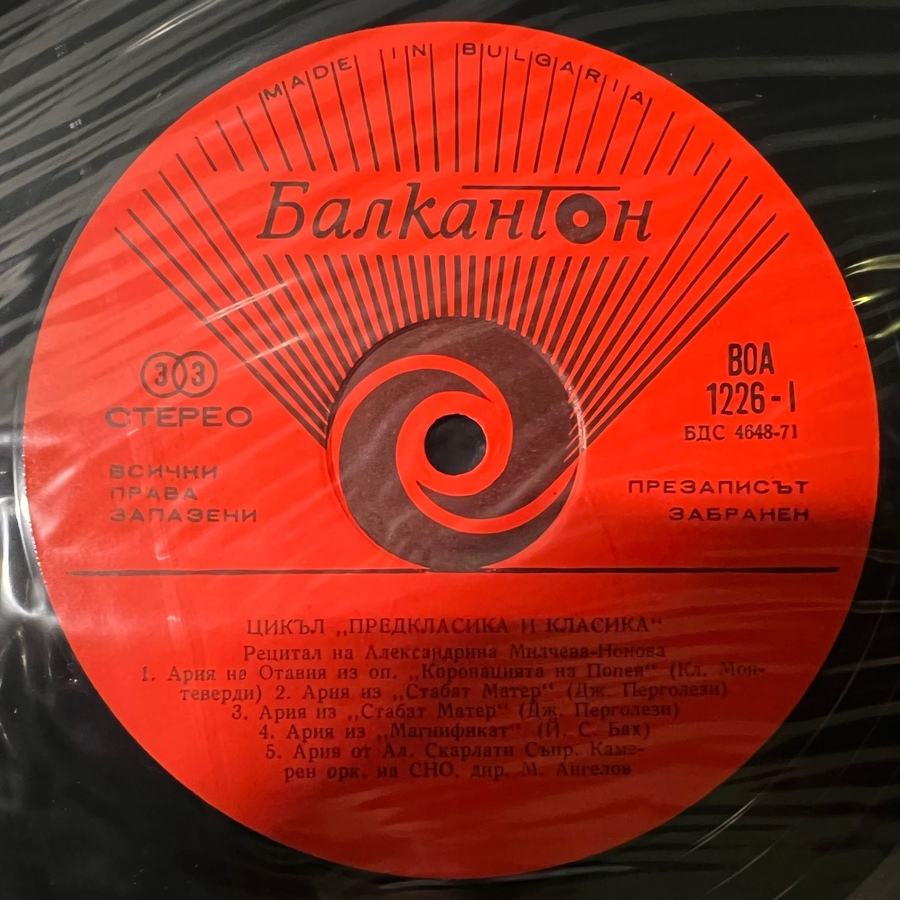 MADE IN BULGARIA
Балкантон
33
СТЕРЕО
ВСИЧКИ
ПРАВА
ЗАПАЗЕНИ
ВОА
1226-I
БДС 4648-71
ПРЕЗАПИСЪТ
ЗАБРАНЕН
ЦИКЪЛ „ПРЕДКЛАСИКА И КЛАСИКА“
Рецитал на Александрина Милчева-Нонова
1. Ария на Отавия из оп. „Коронацията на Попея“ (Кл. Мон-
теверди) 2. Ария из „Стабат Матер“ (Дж. Перголези)
3. Ария из „Стабат Матер“ (Дж. Перголези)
4. Ария из „Магнификат“ (Й. С. Бах)
5. Ария от Ал. Скарлати Съпр. Каме-
рен орк. на СНО, дир. М. Ангелов